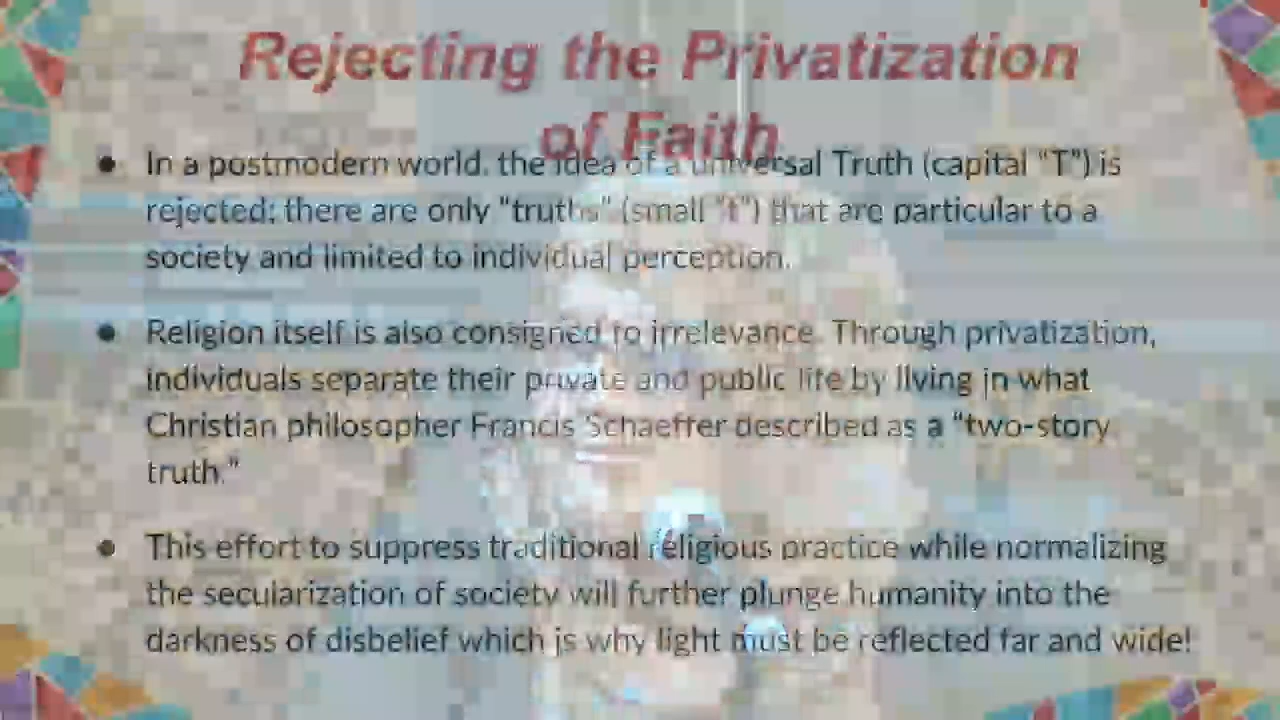 Rejecting the Privatization
of Faith
• In a postmodern world, the idea of a universal Truth (capital “T”) is
rejected; there are only “truths” (small “t”) that are particular to a
society and limited to individual perception.
• Religion itself is also consigned to irrelevance. Through privatization,
individuals separate their private and public life by living in what
Christian philosopher Francis Schaeffer described as a “two-story
truth.”
• This effort to suppress traditional religious practice while normalizing
the secularization of society will further plunge humanity into the
darkness of disbelief which is why light must be reflected far and wide!